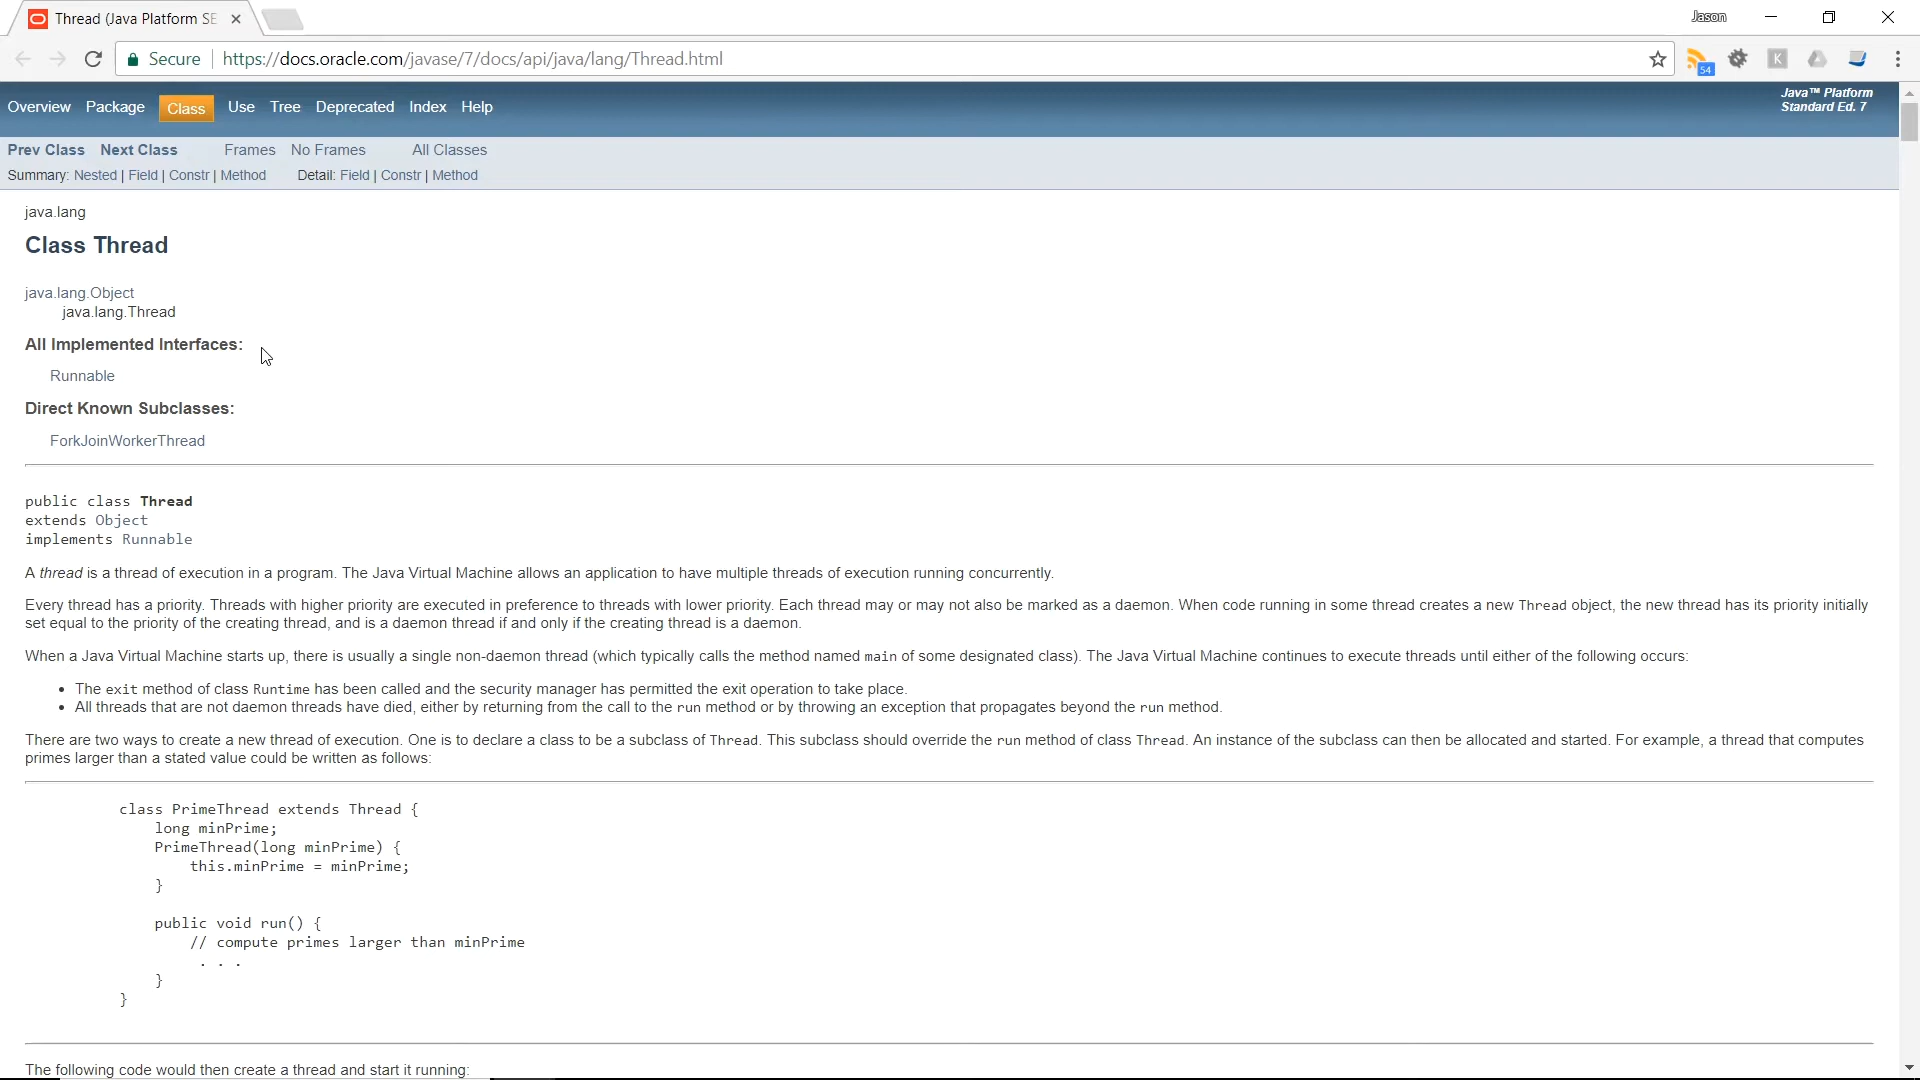 Thread (Java Platform SE
Jason
Secure https://docs.oracle.com/javase/7/docs/api/java/lang/Thread.html
54
K
Overview Package Class Use Tree Deprecated Index Help
Java™ Platform
Standard Ed. 7
Prev Class Next Class Frames No Frames All Classes
Summary: Nested | Field | Constr | Method Detail: Field | Constr | Method
java.lang
Class Thread
java.lang.Object
java.lang.Thread
All Implemented Interfaces:
Runnable
Direct Known Subclasses:
ForkJoinWorkerThread
public class Thread
extends Object
implements Runnable
A thread is a thread of execution in a program. The Java Virtual Machine allows an application to have multiple threads of execution running concurrently.
Every thread has a priority. Threads with higher priority are executed in preference to threads with lower priority. Each thread may or may not also be marked as a daemon. When code running in some thread creates a new Thread object, the new thread has its priority initially
set equal to the priority of the creating thread, and is a daemon thread if and only if the creating thread is a daemon.
When a Java Virtual Machine starts up, there is usually a single non-daemon thread (which typically calls the method named main of some designated class). The Java Virtual Machine continues to execute threads until either of the following occurs:
• The exit method of class Runtime has been called and the security manager has permitted the exit operation to take place.
• All threads that are not daemon threads have died, either by returning from the call to the run method or by throwing an exception that propagates beyond the run method.
There are two ways to create a new thread of execution. One is to declare a class to be a subclass of Thread. This subclass should override the run method of class Thread. An instance of the subclass can then be allocated and started. For example, a thread that computes
primes larger than a stated value could be written as follows:
class PrimeThread extends Thread {
long minPrime;
PrimeThread(long minPrime) {
this.minPrime = minPrime;
}
public void run() {
// compute primes larger than minPrime
. . .
}
}
The following code would then create a thread and start it running: